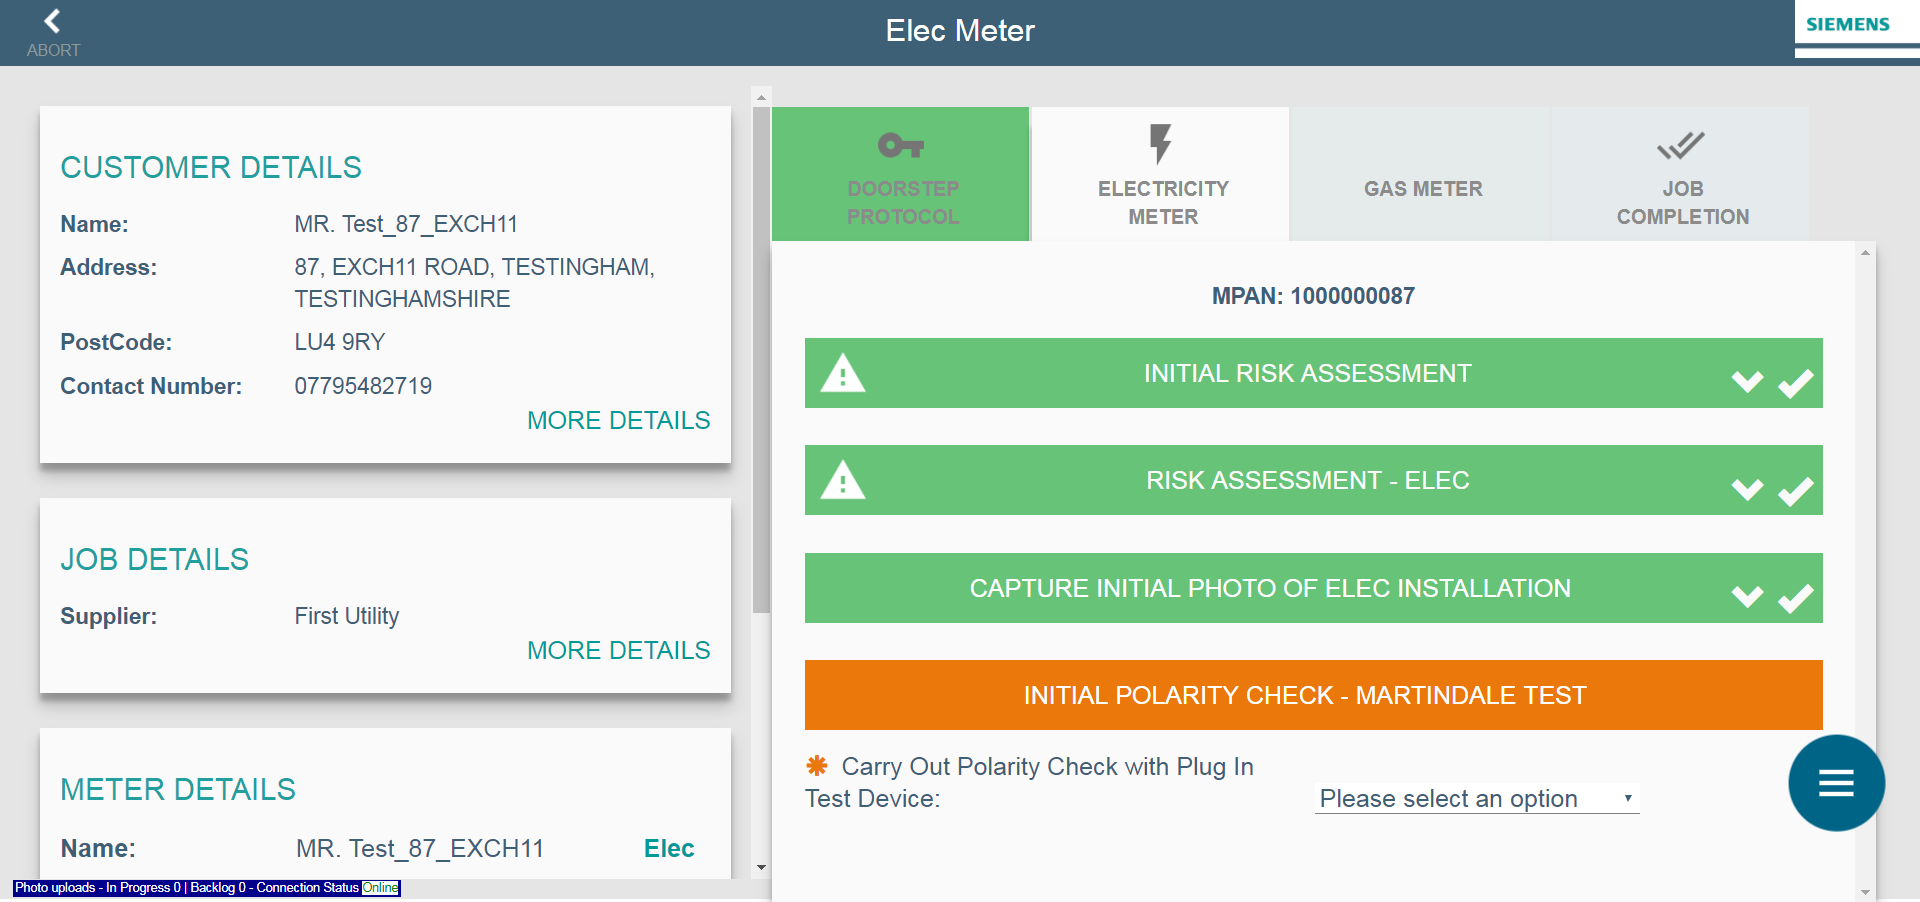 ABORT
Elec Meter
SIEMENS
CUSTOMER DETAILS
Name: MR. Test_87_EXCH11
Address: 87, EXCH11 ROAD, TESTINGHAM,
TESTINGHAMSHIRE
PostCode: LU4 9RY
Contact Number: 07795482719
MORE DETAILS
JOB DETAILS
Supplier: First Utility
MORE DETAILS
METER DETAILS
Name: MR. Test_87_EXCH11 Elec
Photo uploads - In Progress 0 | Backlog 0 - Connection Status Online
DOORSTEP
PROTOCOL
ELECTRICITY
METER
GAS METER
JOB
COMPLETION
MPAN: 1000000087
INITIAL RISK ASSESSMENT
RISK ASSESSMENT - ELEC
CAPTURE INITIAL PHOTO OF ELEC INSTALLATION
INITIAL POLARITY CHECK - MARTINDALE TEST
Carry Out Polarity Check with Plug In
Test Device: Please select an option